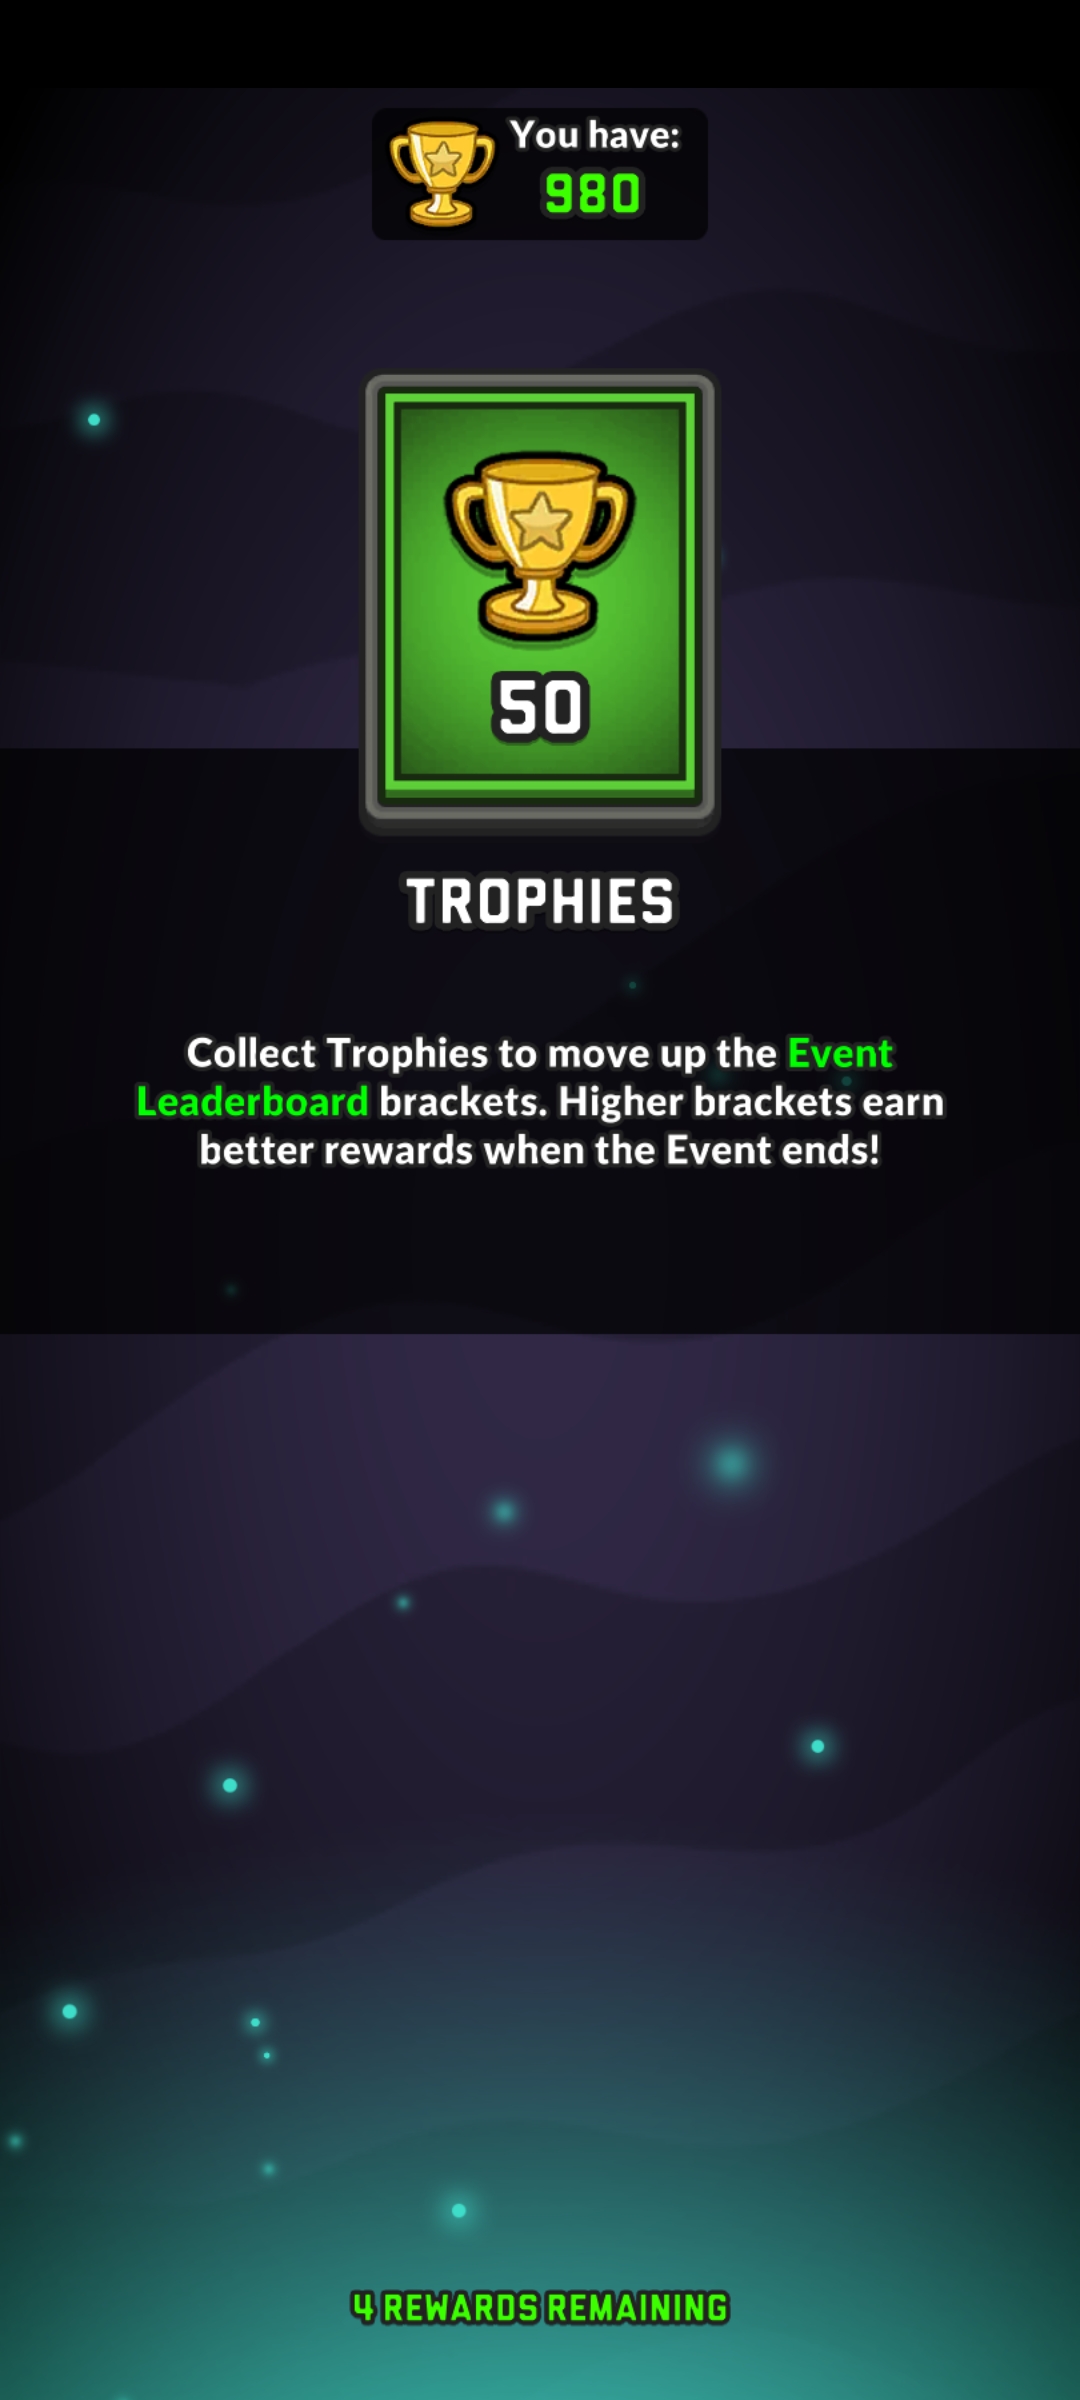 You have:
980
50
TROPHIES
Collect Trophies to move up the Event
Leaderboard brackets. Higher brackets earn
better rewards when the Event ends!
4 REWARDS REMAINING